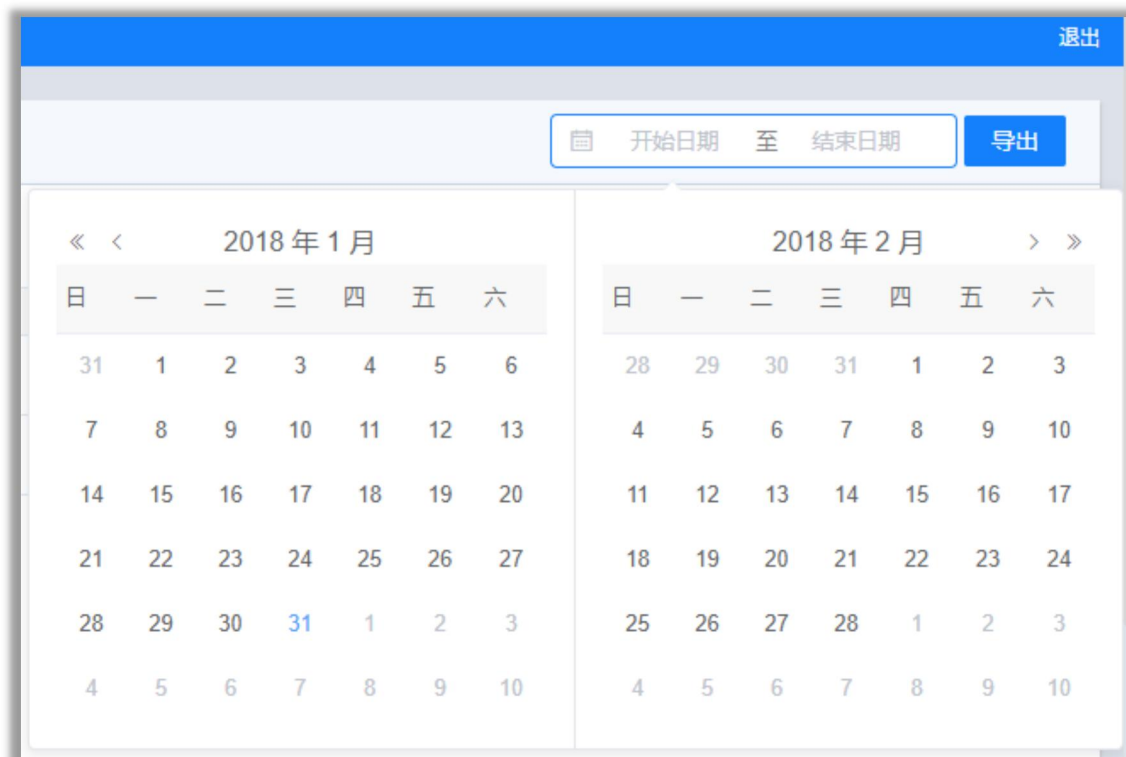 退出
开始日期 至 结束日期 导出
« < 2018 年 1 月
日 一 二 三 四 五 六
31 1 2 3 4 5 6
7 8 9 10 11 12 13
14 15 16 17 18 19 20
21 22 23 24 25 26 27
28 29 30 31 1 2 3
4 5 6 7 8 9 10
2018 年 2 月 > »
日 一 二 三 四 五 六
28 29 30 31 1 2 3
4 5 6 7 8 9 10
11 12 13 14 15 16 17
18 19 20 21 22 23 24
25 26 27 28 1 2 3
4 5 6 7 8 9 10